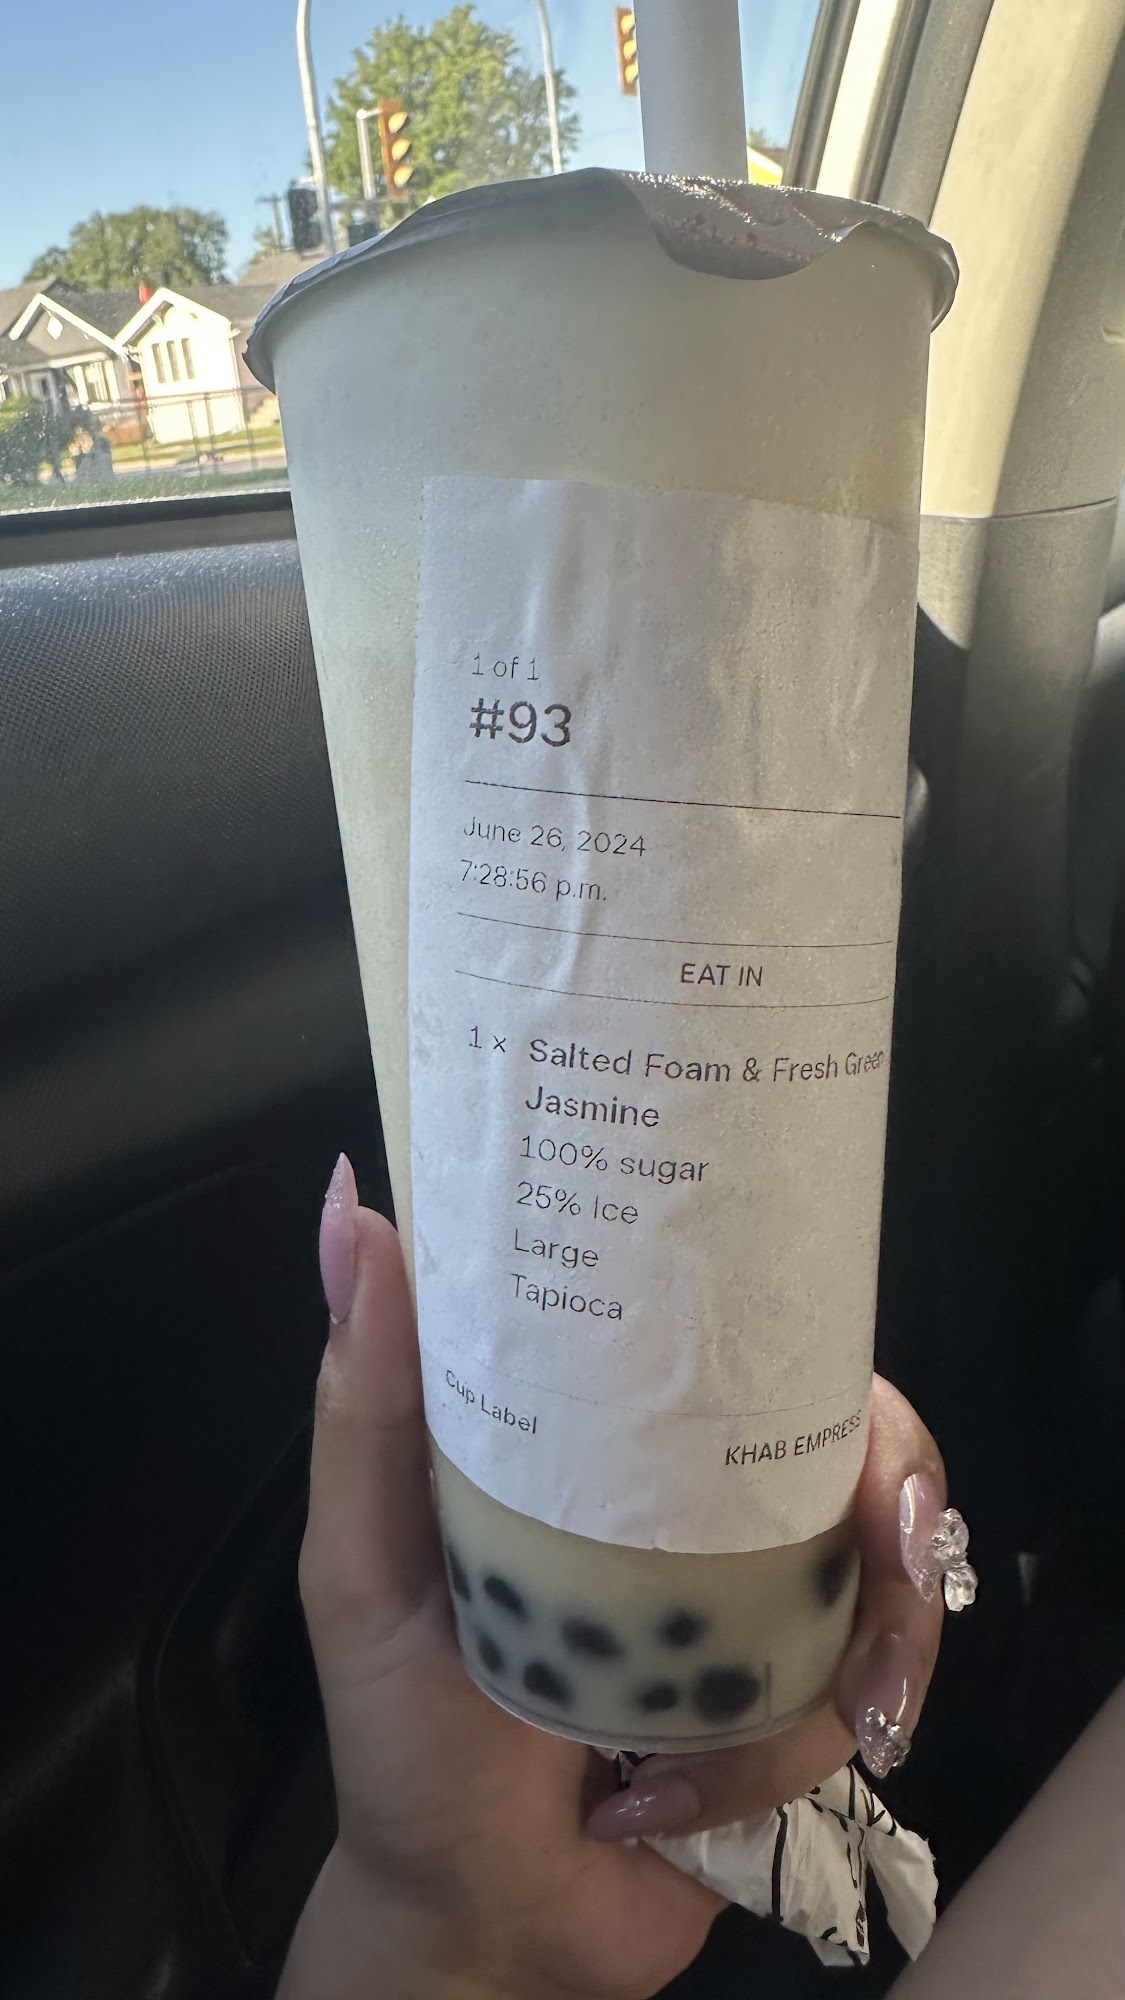 1 of 1
#93
June 26, 2024
7:28:56 p.m.
EAT IN
1 x Salted Foam & Fresh Green
Jasmine
100% sugar
25% Ice
Large
Tapioca
Cup Label
KHAB EMPRESS